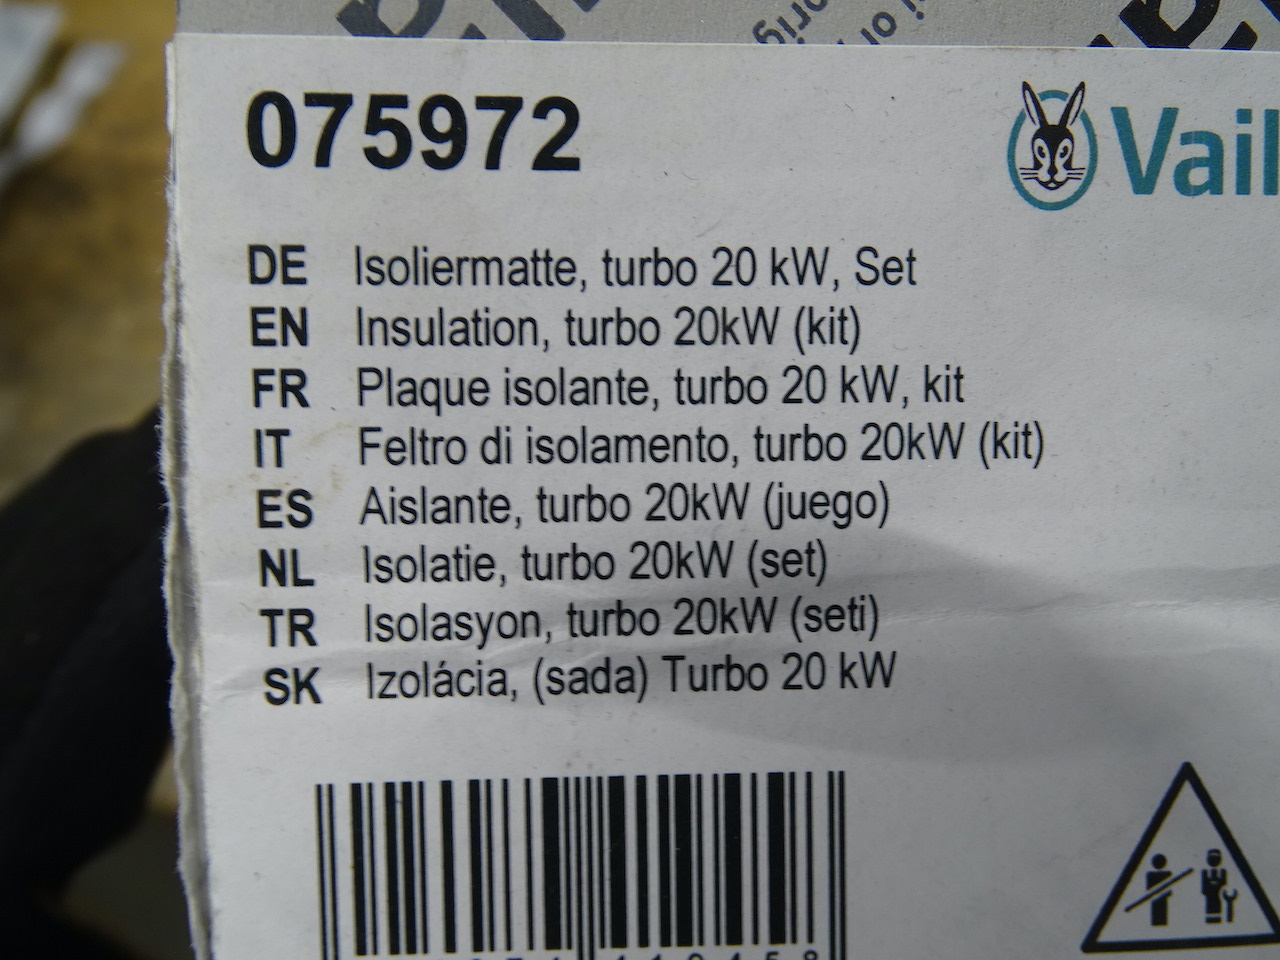 075972
Vail
DE Isoliermatte, turbo 20 kW, Set
EN Insulation, turbo 20kW (kit)
FR Plaque isolante, turbo 20 kW, kit
IT Feltro di isolamento, turbo 20kW (kit)
ES Aislante, turbo 20kW (juego)
NL Isolatie, turbo 20kW (set)
TR Isolasyon, turbo 20kW (seti)
SK Izolácia, (sada) Turbo 20 kW